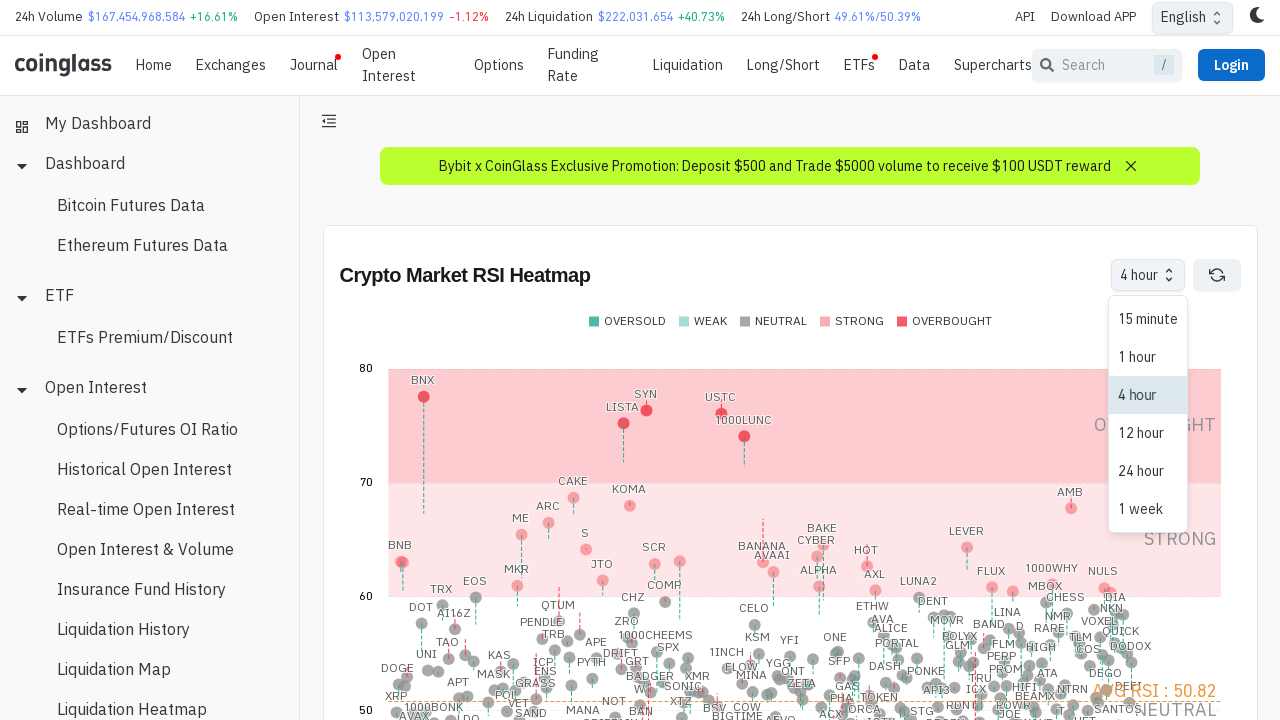 24h Volume $167,454,968,584 +16.61% Open Interest $113,579,020,199 -1.12% 24h Liquidation $222,031,654 +40.73% 24h Long/Short 49.61%/50.39% API Download APP English
coinglass Home Exchanges Journal Open Interest Options Funding Rate Liquidation Long/Short ETFs Data Supercharts Search / Login
My Dashboard
Dashboard
Bitcoin Futures Data
Ethereum Futures Data
ETF
ETFs Premium/Discount
Open Interest
Options/Futures OI Ratio
Historical Open Interest
Real-time Open Interest
Open Interest & Volume
Insurance Fund History
Liquidation History
Liquidation Map
Liquidation Heatmap
Bybit x CoinGlass Exclusive Promotion: Deposit $500 and Trade $5000 volume to receive $100 USDT reward
Crypto Market RSI Heatmap
4 hour
15 minute
1 hour
4 hour
12 hour
24 hour
1 week
OVERSOLD WEAK NEUTRAL STRONG OVERBOUGHT
80
BNX
SYN
USTC
LISTA
1000LUNC
70
CAKE
KOMA
AMB
ARC
ME
S
LEVER
BAKE
CYBER
BNB
SCR
BANANA
AVAAI
HOT
STRONG
MKR
JTO
ALPHA
AXL
FLUX
1000WHY
NULS
TRX
EOS
COMP
LUNA2
MBOX
60
DOT
AI16Z
QTUM
CHZ
CELO
ETHW
DENT
CHESS
DIA
NKN
PENDLE
ZRO
AVA
MOVR
LINA
NMR
VOXEL
TRB
1000CHEEMS
KSM
YFI
ONE
ALICE
POLYX
BAND
RARE
TLM
QUICK
UNI
TAO
KAS
APE
SPX
1INCH
PORTAL
GLM
FLM
HIGH
COS
DODOX
DOGE
ICP
PYTH
GRT
FLOW
YGG
SFP
DASH
PERP
APT
MASK
ENS
BADGER
XMR
MINA
ONT
PONKE
PROM
ATA
DEGO
XRP
POL
GRASS
SONIC
ZETA
GAS
TOKEN
API3
TRU
ICX
HIFI
NTRN
AVG RSI : 50.82
50
1000BONK
VET
SAND
MANA
NOT
BAN
XTZ
BSV
COW
BIGTIME
PHA
ORCA
STG
POWR
BEAMX
SANTOS
NEUTRAL